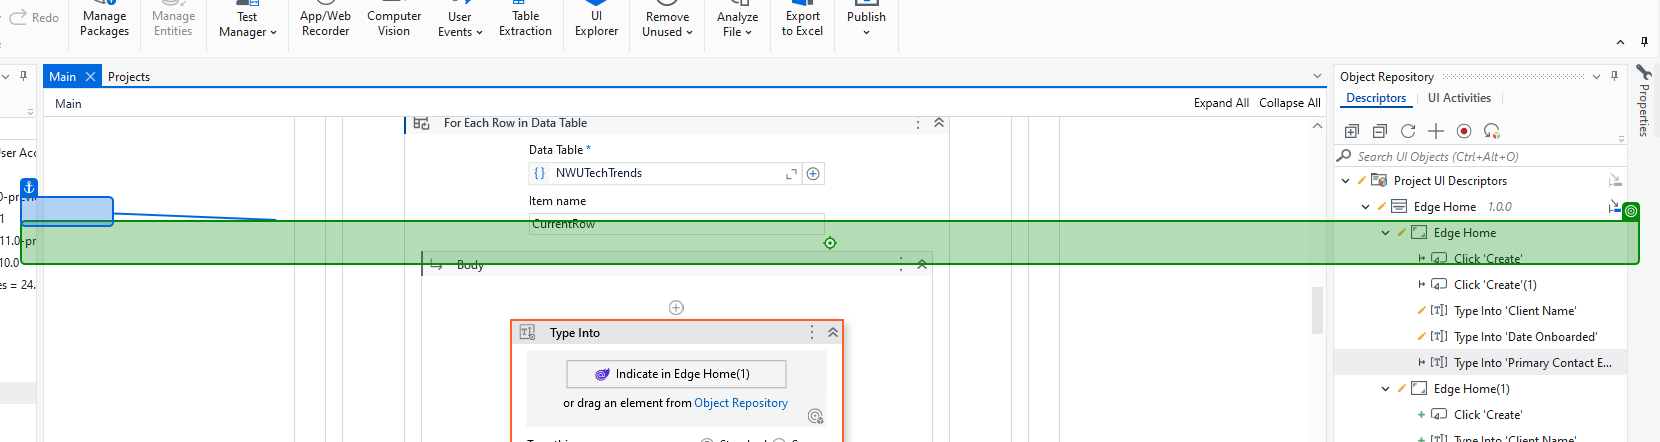 Redo
Manage Packages
Manage Entities
Test Manager
App/Web Recorder
Computer Vision
User Events
Table Extraction
UI Explorer
Remove Unused
Analyze File
Export to Excel
Publish
Main
Projects
Object Repository
Main
Expand All Collapse All
Descriptors UI Activities
Properties
For Each Row in Data Table
Data Table *
NWUTechTrends
Item name
CurrentRow
Body
Type Into
Indicate in Edge Home(1)
or drag an element from Object Repository
Search UI Objects (Ctrl+Alt+O)
Project UI Descriptors
Edge Home 1.0.0
Edge Home
Click 'Create'
Click 'Create'(1)
Type Into 'Client Name'
Type Into 'Date Onboarded'
Type Into 'Primary Contact E...
Edge Home(1)
Click 'Create'
Type Into 'Client Name'
11.0-pr
10.0
es = 24.